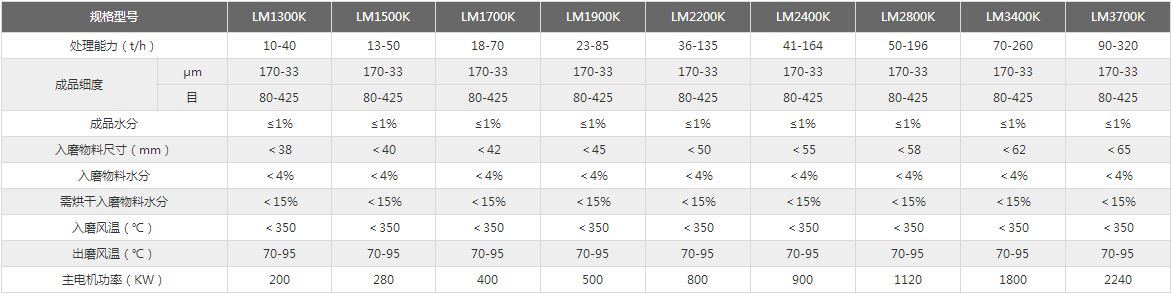 规格型号 LM1300K LM1500K LM1700K LM1900K LM2200K LM2400K LM2800K LM3400K LM3700K
处理能力（t/h） 10-40 13-50 18-70 23-85 36-135 41-164 50-196 70-260 90-320
成品细度 μm 170-33 170-33 170-33 170-33 170-33 170-33 170-33 170-33 170-33
目 80-425 80-425 80-425 80-425 80-425 80-425 80-425 80-425 80-425
成品水分 ≤1% ≤1% ≤1% ≤1% ≤1% ≤1% ≤1% ≤1% ≤1%
入磨物料尺寸（mm） ＜38 ＜40 ＜42 ＜45 ＜50 ＜55 ＜58 ＜62 ＜65
入磨物料水分 ＜4% ＜4% ＜4% ＜4% ＜4% ＜4% ＜4% ＜4% ＜4%
需烘干入磨物料水分 ＜15% ＜15% ＜15% ＜15% ＜15% ＜15% ＜15% ＜15% ＜15%
入磨风温（℃） ＜350 ＜350 ＜350 ＜350 ＜350 ＜350 ＜350 ＜350 ＜350
出磨风温（℃） 70-95 70-95 70-95 70-95 70-95 70-95 70-95 70-95 70-95
主电机功率（KW） 200 280 400 500 800 900 1120 1800 2240